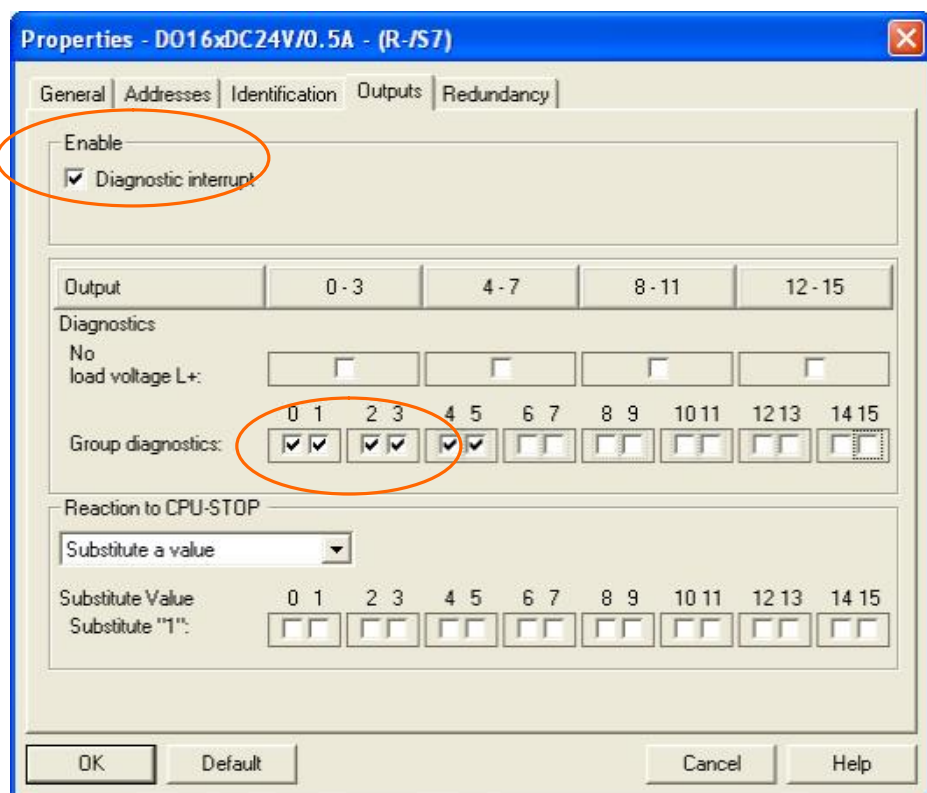 Properties - DO16xDC24V/0.5A - (R-/S7)
General Addresses Identification Outputs Redundancy
Enable
Diagnostic interrupt
Output 0 - 3 4 - 7 8 - 11 12 - 15
Diagnostics
No
load voltage L+:
0 1 2 3 4 5 6 7 8 9 10 11 12 13 14 15
Group diagnostics:
Reaction to CPU-STOP
Substitute a value
Substitute Value 0 1 2 3 4 5 6 7 8 9 10 11 12 13 14 15
Substitute "1":
OK Default Cancel Help